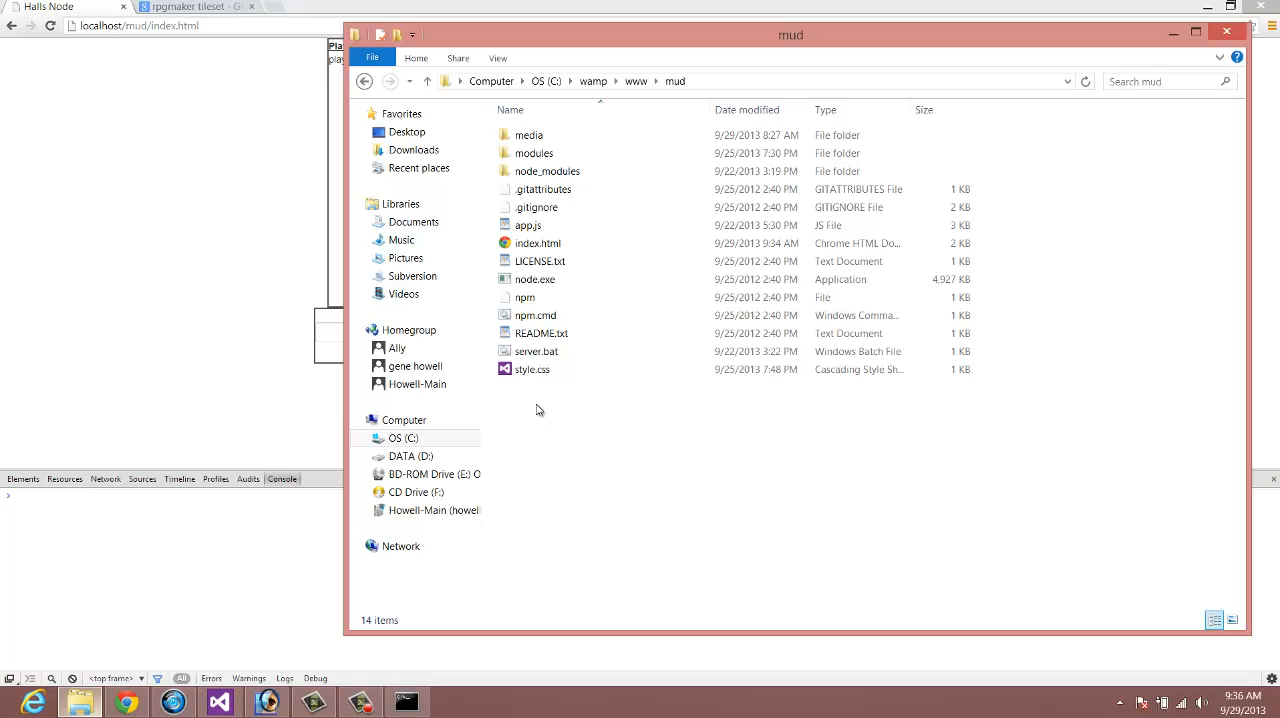 Halls Node
rpgmaker tileset - G
localhost/mud/index.html
Pla
play
mud
File
Home
Share
View
Computer
OS (C:)
wamp
www
mud
Search mud
Favorites
Desktop
Downloads
Recent places
Libraries
Documents
Music
Pictures
Subversion
Videos
Homegroup
Ally
gene howell
Howell-Main
Computer
OS (C:)
DATA (D:)
BD-ROM Drive (E:) O
CD Drive (F:)
Howell-Main (howell
Network
Name Date modified Type Size
media 9/29/2013 8:27 AM File folder
modules 9/25/2013 7:30 PM File folder
node_modules 9/22/2013 3:19 PM File folder
.gitattributes 9/25/2012 2:40 PM GITATTRIBUTES File 1 KB
.gitignore 9/25/2012 2:40 PM GITIGNORE File 2 KB
app.js 9/22/2013 5:30 PM JS File 3 KB
index.html 9/29/2013 9:34 AM Chrome HTML Do... 2 KB
LICENSE.txt 9/25/2012 2:40 PM Text Document 1 KB
node.exe 9/25/2012 2:40 PM Application 4,927 KB
npm 9/25/2012 2:40 PM File 1 KB
npm.cmd 9/25/2012 2:40 PM Windows Comma... 1 KB
README.txt 9/25/2012 2:40 PM Text Document 1 KB
server.bat 9/22/2013 3:22 PM Windows Batch File 1 KB
style.css 9/25/2013 7:48 PM Cascading Style Sh... 1 KB
14 items
Elements Resources Network Sources Timeline Profiles Audits Console
<top frame> All Errors Warnings Logs Debug
9:36 AM
9/29/2013